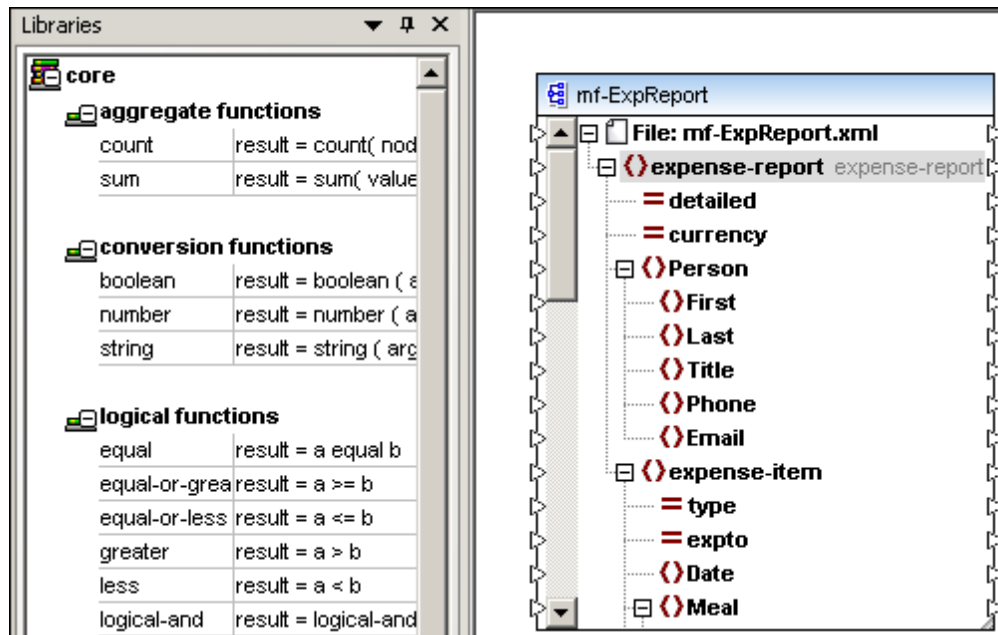 Libraries
core
aggregate functions
count result = count( nod
sum result = sum( value
conversion functions
boolean result = boolean ( a
number result = number ( a
string result = string ( arg
logical functions
equal result = a equal b
equal-or-grea result = a >= b
equal-or-less result = a <= b
greater result = a > b
less result = a < b
logical-and result = logical-and
mf-ExpReport
File: mf-ExpReport.xml
expense-report expense-report
detailed
currency
Person
First
Last
Title
Phone
Email
expense-item
type
expto
Date
Meal